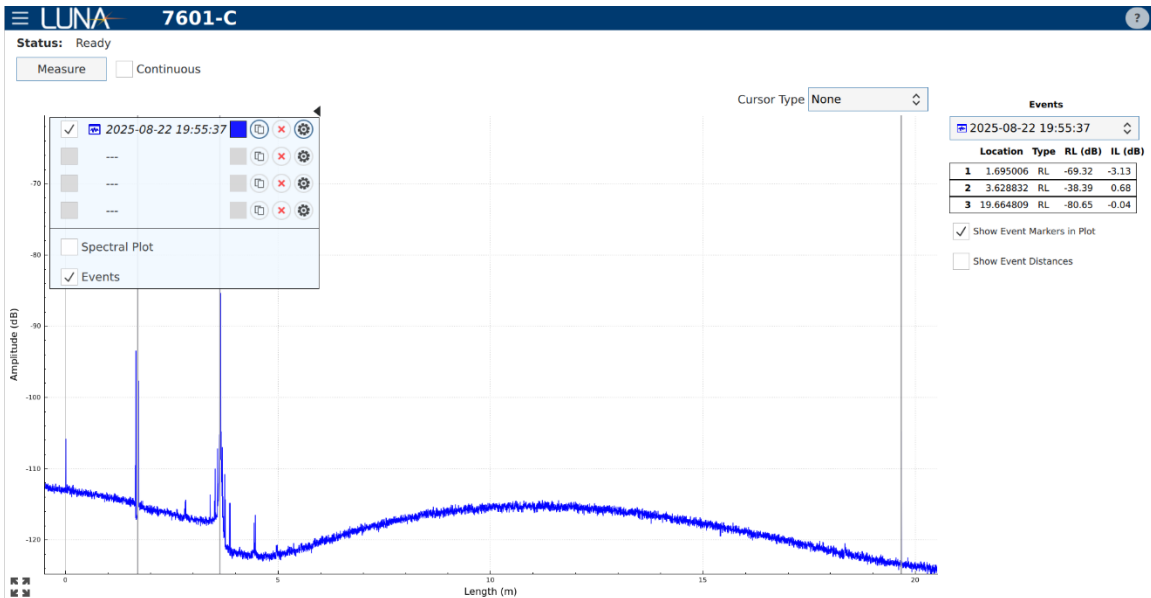 ☰ LUNA 7601-C ?
Status: Ready
Measure Continuous
Cursor Type None
2025-08-22 19:55:37
---
---
---
Spectral Plot
Events
Amplitude (dB)
-70
-80
-90
-100
-110
-120
0 5 10 15 20
Length (m)
Events
2025-08-22 19:55:37
Location Type RL (dB) IL (dB)
1 1.695006 RL -69.32 -3.13
2 3.628832 RL -38.39 0.68
3 19.664809 RL -80.65 -0.04
Show Event Markers in Plot
Show Event Distances